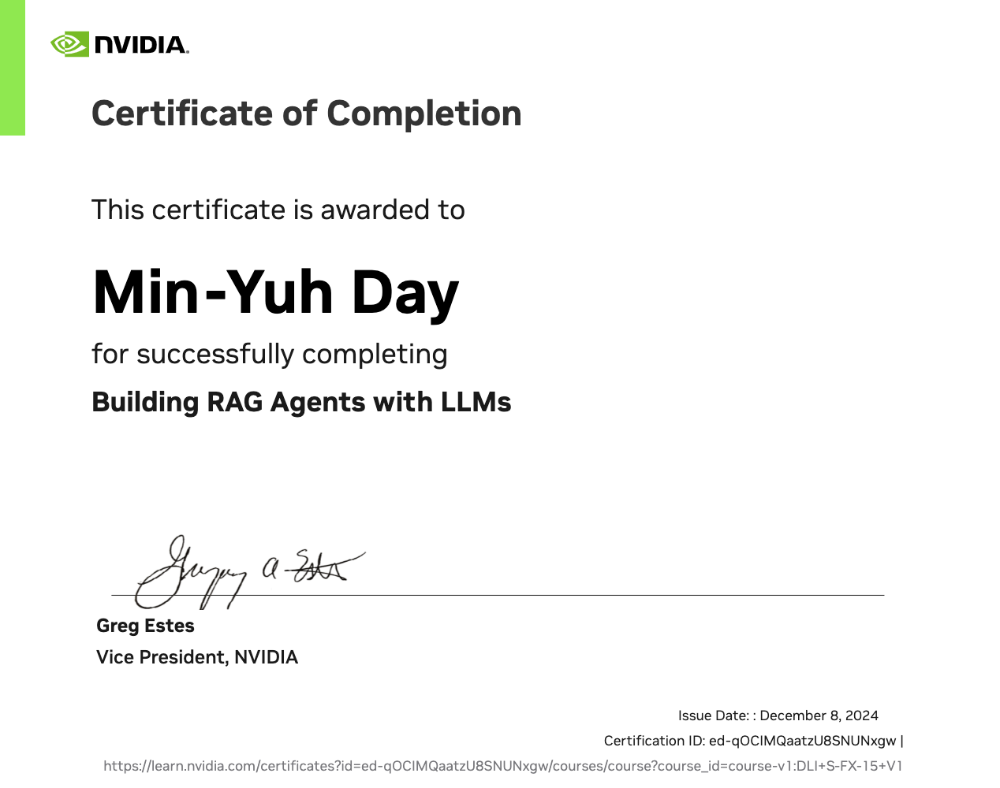 NVIDIA.
Certificate of Completion
This certificate is awarded to
Min-Yuh Day
for successfully completing
Building RAG Agents with LLMs
Greg Estes
Vice President, NVIDIA
Issue Date: : December 8, 2024
Certification ID: ed-qOCIMQaatzU8SNUNxgw |
https://learn.nvidia.com/certificates?id=ed-qOCIMQaatzU8SNUNxgw/courses/course?course_id=course-v1:DLI+S-FX-15+V1